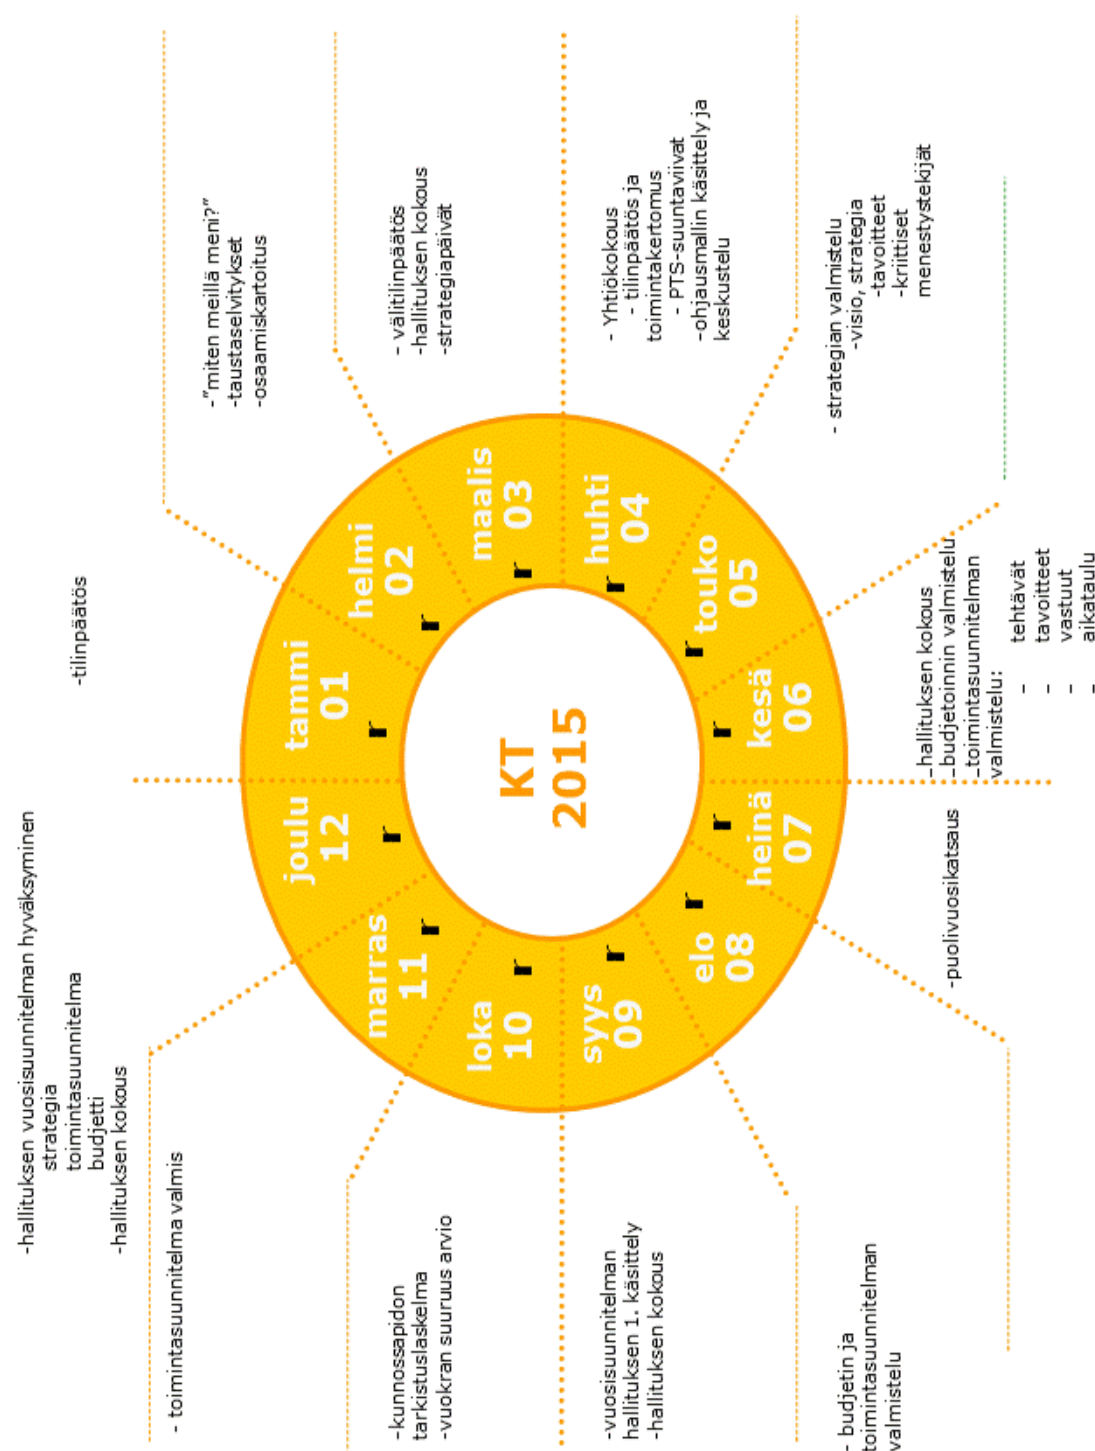 KT
2015
tammi
01
-tilinpäätös
helmi
02
-"miten meillä meni?"
-taustaselvitykset
-osaamiskartoitus
maalis
03
- välitilinpäätös
-hallituksen kokous
-strategiapäivät
huhti
04
- Yhtiökokous
- tilinpäätös ja
toimintakertomus
- PTS-suuntaviivat
-ohjausmallin käsittely ja
keskustelu
touko
05
- strategian valmistelu
-visio, strategia
-tavoitteet
-kriittiset
menestystekijät
kesä
06
–hallituksen kokous
–budjetoinnin valmistelu
–toimintasuunnitelman
valmistelu:
– tehtävät
– tavoitteet
– vastuut
– aikataulu
heinä
07
-puolivuosikatsaus
elo
08
- budjetin ja
toimintasuunnitelman
valmistelu
syys
09
-vuosisuunnitelman
hallituksen 1. käsittely
-hallituksen kokous
loka
10
-kunnossapidon
tarkistuslaskelma
-vuokran suuruus arvio
marras
11
- toimintasuunnitelma valmis
joulu
12
-hallituksen vuosisuunnitelman hyväksyminen
strategia
toimintasuunnitelma
budjetti
-hallituksen kokous
r
r
r
r
r
r
r
r
r
r
r
r